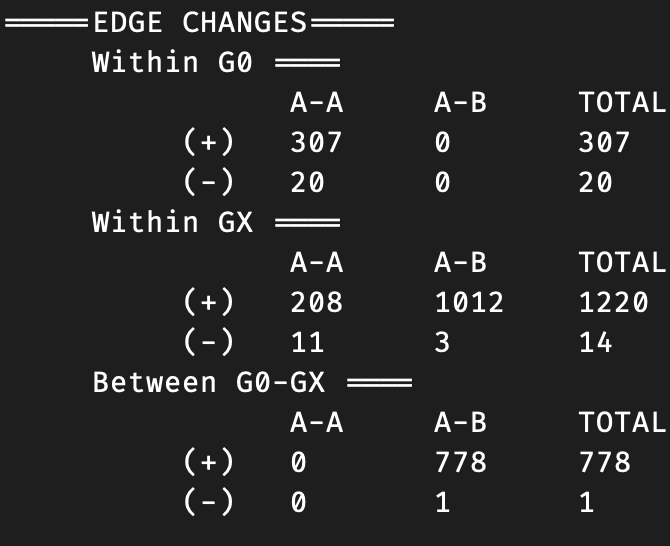 =====EDGE CHANGES=====
Within G0 ====
A-A A-B TOTAL
(+) 307 0 307
(-) 20 0 20
Within GX ====
A-A A-B TOTAL
(+) 208 1012 1220
(-) 11 3 14
Between G0-GX ====
A-A A-B TOTAL
(+) 0 778 778
(-) 0 1 1